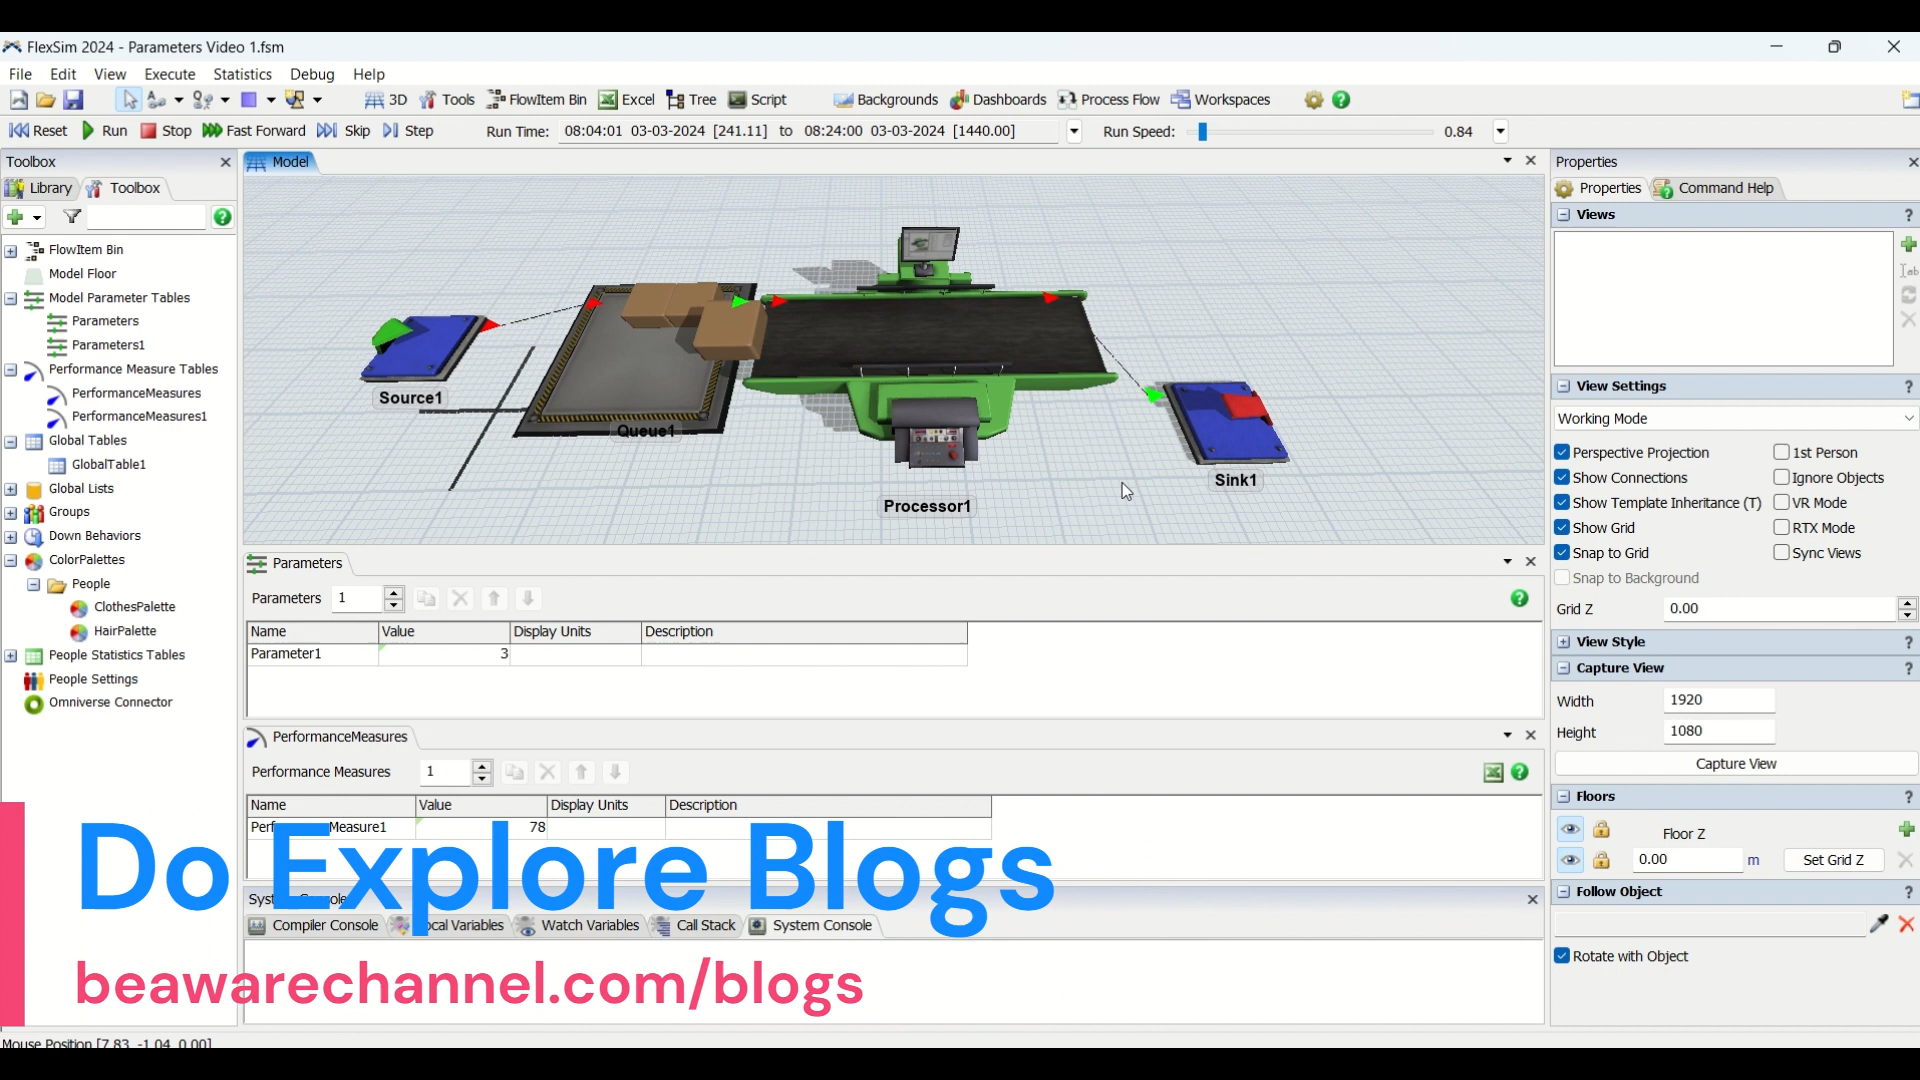 FlexSim 2024 - Parameters Video 1.fsm
File Edit View Execute Statistics Debug Help
3D Tools FlowItem Bin Excel Tree Script Backgrounds Dashboards Process Flow Workspaces
Reset Run Stop Fast Forward Skip Step Run Time: 08:04:01 03-03-2024 [241.11] to 08:24:00 03-03-2024 [1440.00] Run Speed: 0.84
Toolbox
Library Toolbox
FlowItem Bin
Model Floor
Model Parameter Tables
Parameters
Parameters1
Performance Measure Tables
PerformanceMeasures
PerformanceMeasures1
Global Tables
GlobalTable1
Global Lists
Groups
Down Behaviors
ColorPalettes
People
ClothesPalette
HairPalette
People Statistics Tables
People Settings
Omniverse Connector
Model
Source1
Queue1
Processor1
Sink1
Parameters
Parameters 1
Name Value Display Units Description
Parameter1 3
PerformanceMeasures
Performance Measures 1
Name Value Display Units Description
Measure1 78
Compiler Console Variables Watch Variables Call Stack System Console
Properties
Properties Command Help
Views
View Settings
Working Mode
Perspective Projection 1st Person
Show Connections Ignore Objects
Show Template Inheritance (T) VR Mode
Show Grid RTX Mode
Snap to Grid Sync Views
Snap to Background
Grid Z 0.00
View Style
Capture View
Width 1920
Height 1080
Capture View
Floors
Floor Z
0.00 m Set Grid Z
Follow Object
Rotate with Object
Do Explore Blogs
beawarechannel.com/blogs
Mouse Position [7.83, -1.04, 0.00]